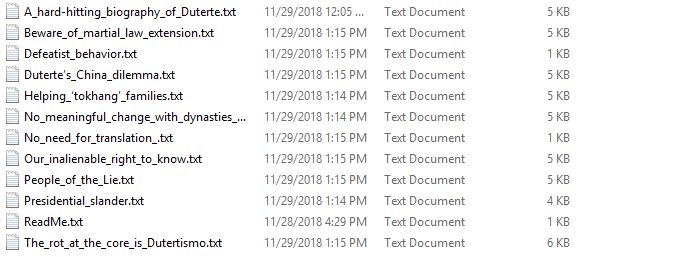 A_hard-hitting_biography_of_Duterte.txt 11/29/2018 12:05 ... Text Document 5 KB
Beware_of_martial_law_extension.txt 11/29/2018 1:15 PM Text Document 5 KB
Defeatist_behavior.txt 11/29/2018 1:15 PM Text Document 1 KB
Duterte’s_China_dilemma.txt 11/29/2018 1:15 PM Text Document 5 KB
Helping_‘tokhang’_families.txt 11/29/2018 1:14 PM Text Document 5 KB
No_meaningful_change_with_dynasties_... 11/29/2018 1:14 PM Text Document 5 KB
No_need_for_translation_.txt 11/29/2018 1:15 PM Text Document 1 KB
Our_inalienable_right_to_know.txt 11/29/2018 1:15 PM Text Document 5 KB
People_of_the_Lie.txt 11/29/2018 1:15 PM Text Document 5 KB
Presidential_slander.txt 11/29/2018 1:14 PM Text Document 4 KB
ReadMe.txt 11/28/2018 4:29 PM Text Document 1 KB
The_rot_at_the_core_is_Dutertismo.txt 11/29/2018 1:15 PM Text Document 6 KB